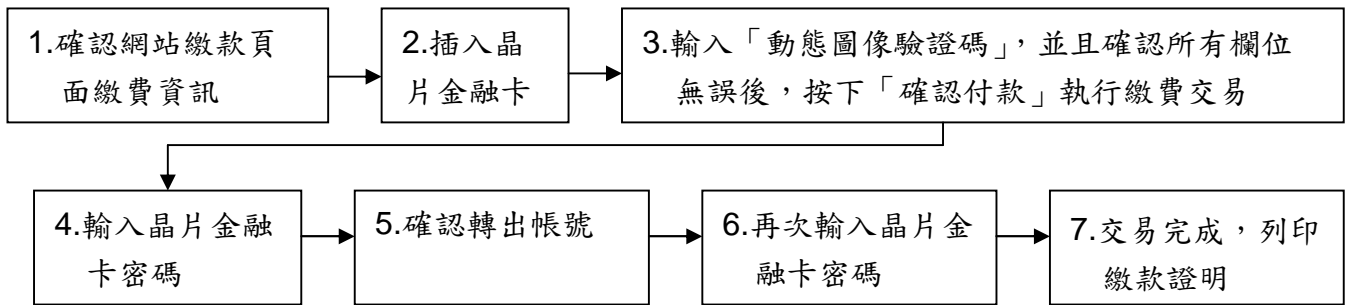 1.確認網站繳款頁
面繳費資訊
2.插入晶
片金融卡
3.輸入「動態圖像驗證碼」,並且確認所有欄位
無誤後,按下「確認付款」執行繳費交易
4.輸入晶片金融
卡密碼
5.確認轉出帳號
6.再次輸入晶片金
融卡密碼
7.交易完成,列印
繳款證明